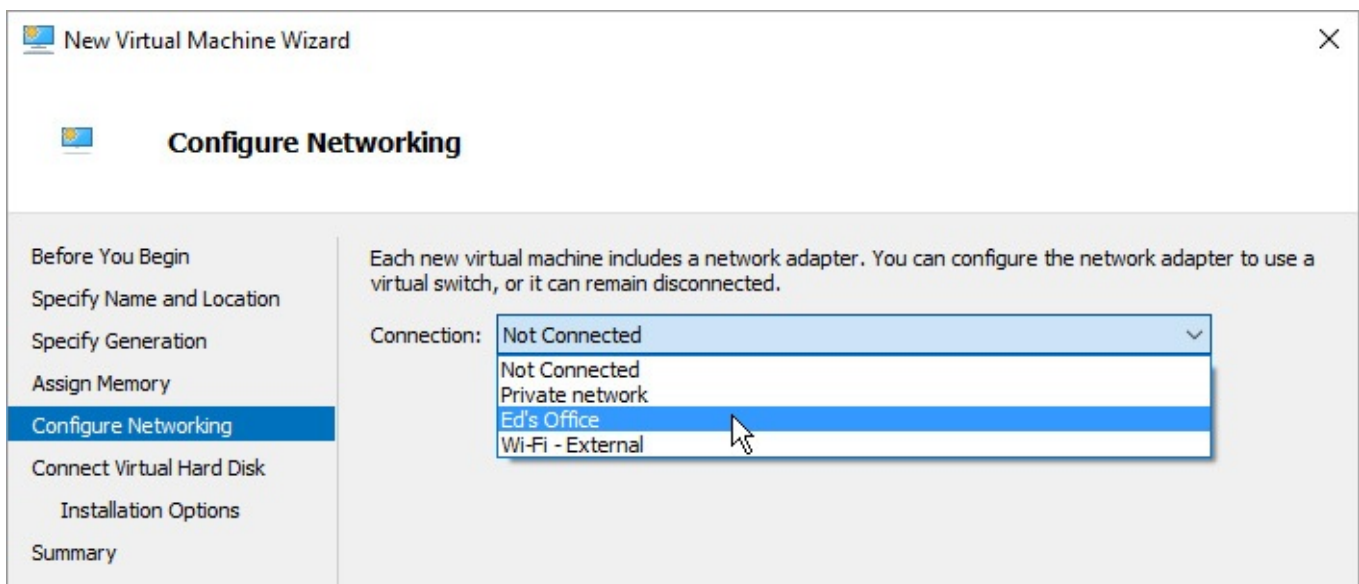 New Virtual Machine Wizard
Configure Networking
Before You Begin
Specify Name and Location
Specify Generation
Assign Memory
Configure Networking
Connect Virtual Hard Disk
Installation Options
Summary
Each new virtual machine includes a network adapter. You can configure the network adapter to use a
virtual switch, or it can remain disconnected.
Connection: Not Connected
Not Connected
Private network
Ed's Office
Wi-Fi - External